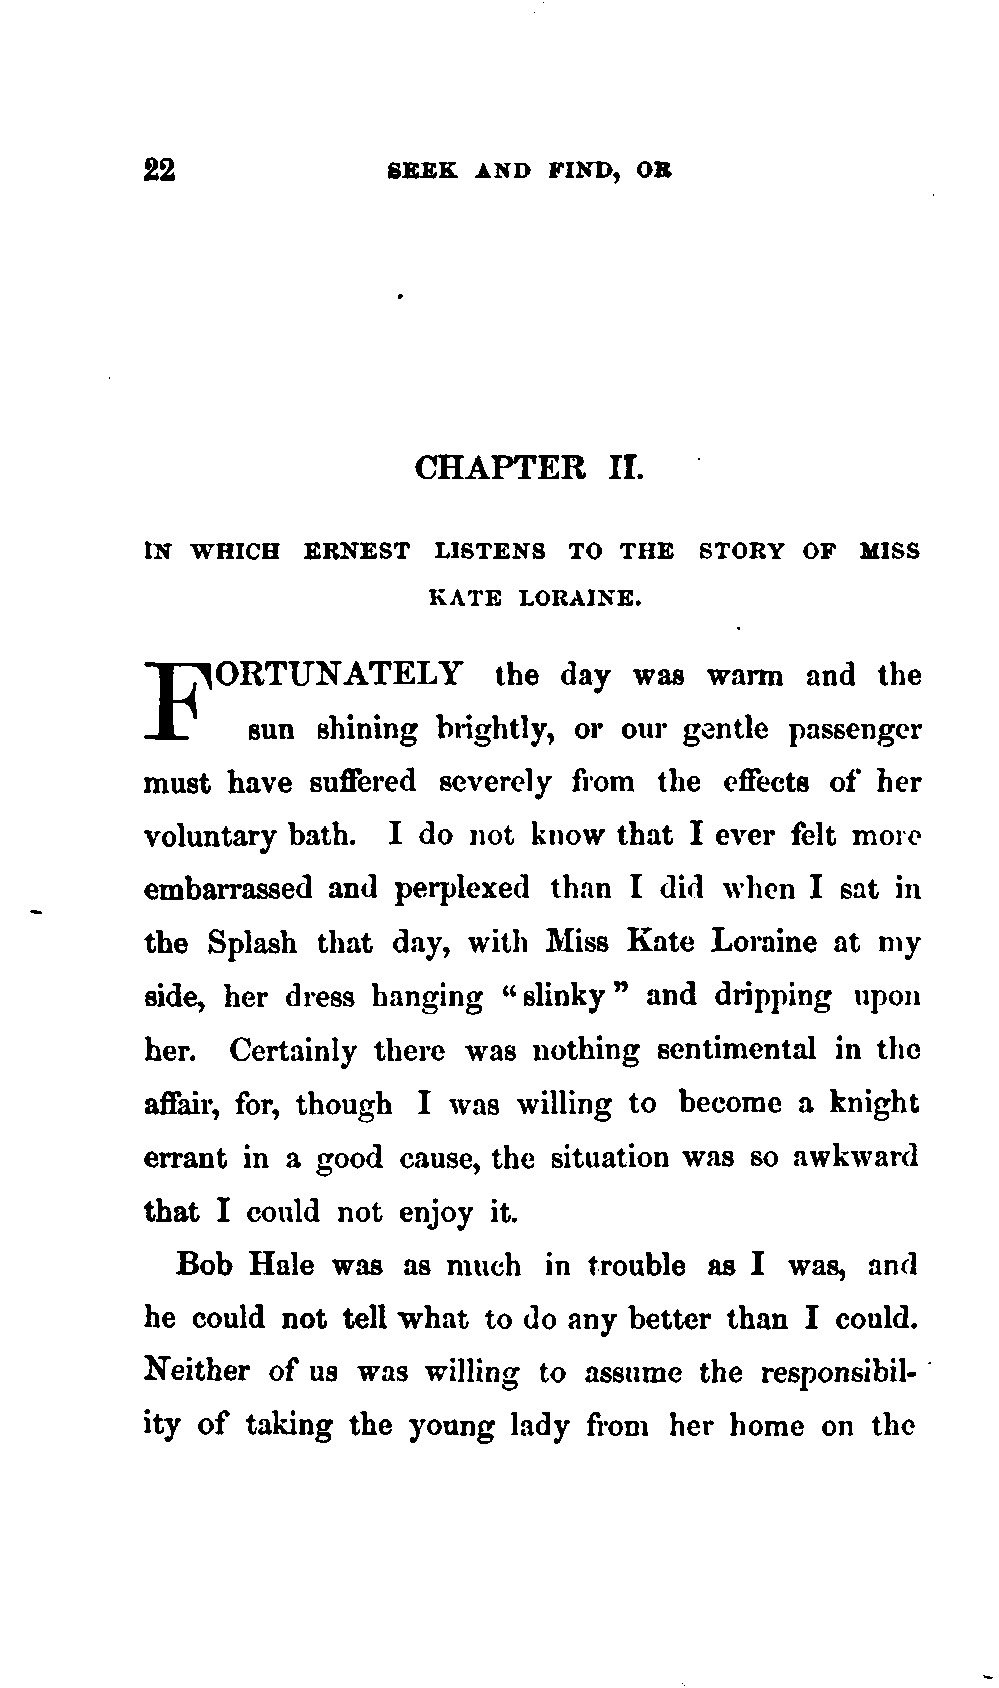 22 SEEK AND FIND, OR
CHAPTER II.
IN WHICH ERNEST LISTENS TO THE STORY OF MISS
KATE LORAINE.
FORTUNATELY the day was warm and the
sun shining brightly, or our gentle passenger
must have suffered severely from the effects of her
voluntary bath. I do not know that I ever felt more
embarrassed and perplexed than I did when I sat in
the Splash that day, with Miss Kate Loraine at my
side, her dress hanging “slinky” and dripping upon
her. Certainly there was nothing sentimental in the
affair, for, though I was willing to become a knight
errant in a good cause, the situation was so awkward
that I could not enjoy it.
Bob Hale was as much in trouble as I was, and
he could not tell what to do any better than I could.
Neither of us was willing to assume the responsibil-
ity of taking the young lady from her home on the